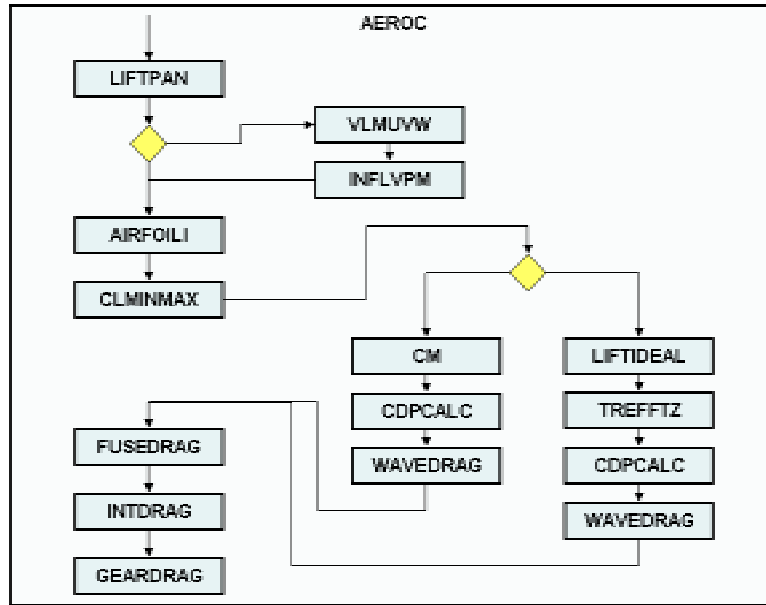 AEROC
LIFTPAN
VLMUVW
INFLVPM
AIRFOILI
CLMINMAX
CM
LIFTIDEAL
CDPCALC
TREFFTZ
FUSEDRAG
WAVEDRAG
CDPCALC
INTDRAG
WAVEDRAG
GEARDRAG